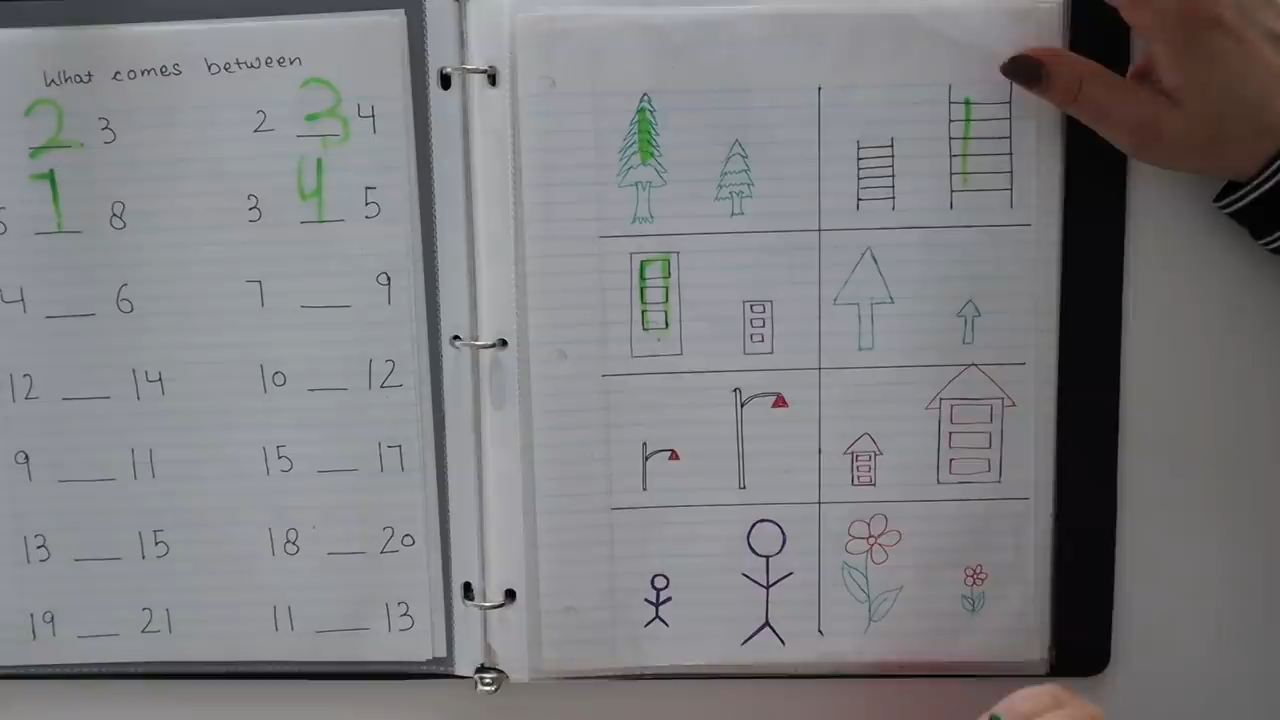 What comes between
2 3 2 3 4
7 8 3 4 5
4 __ 6 7 __ 9
12 __ 14 10 __ 12
9 __ 11 15 __ 17
13 __ 15 18 __ 20
19 __ 21 11 __ 13